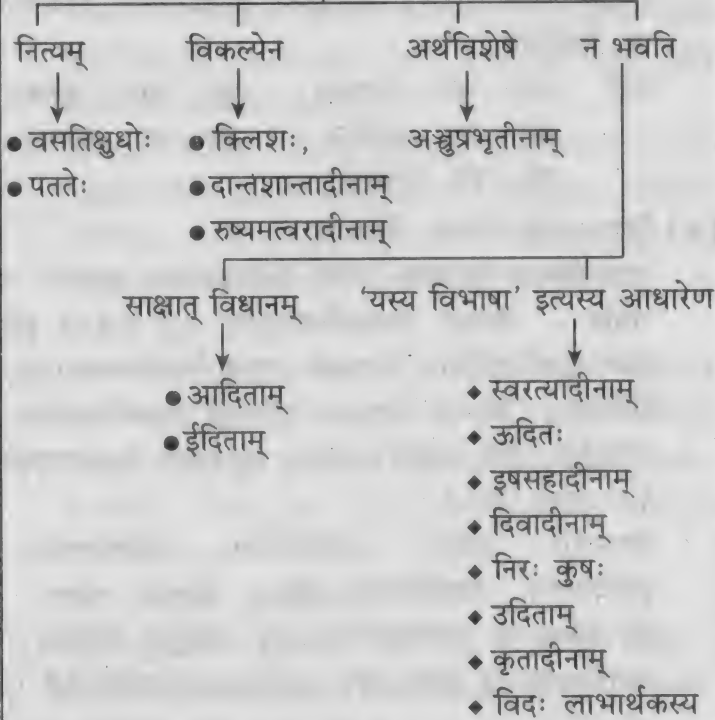 नित्यम् विकल्पेन अर्थविशेषे न भवति
● वसतिक्षुधोः ● क्लिशः, अञ्चुप्रभृतीनाम्
● पततेः ● दान्तशान्तादीनाम्
● रुष्यमत्वरादीनाम्
साक्षात् विधानम् 'यस्य विभाषा' इत्यस्य आधारेण
● आदिताम् ◆ स्वरत्यादीनाम्
● ईदिताम् ◆ ऊदितः
◆ इषसहादीनाम्
◆ दिवादीनाम्
◆ निरः कुषः
◆ उदिताम्
◆ कृतादीनाम्
◆ विदः लाभार्थकस्य